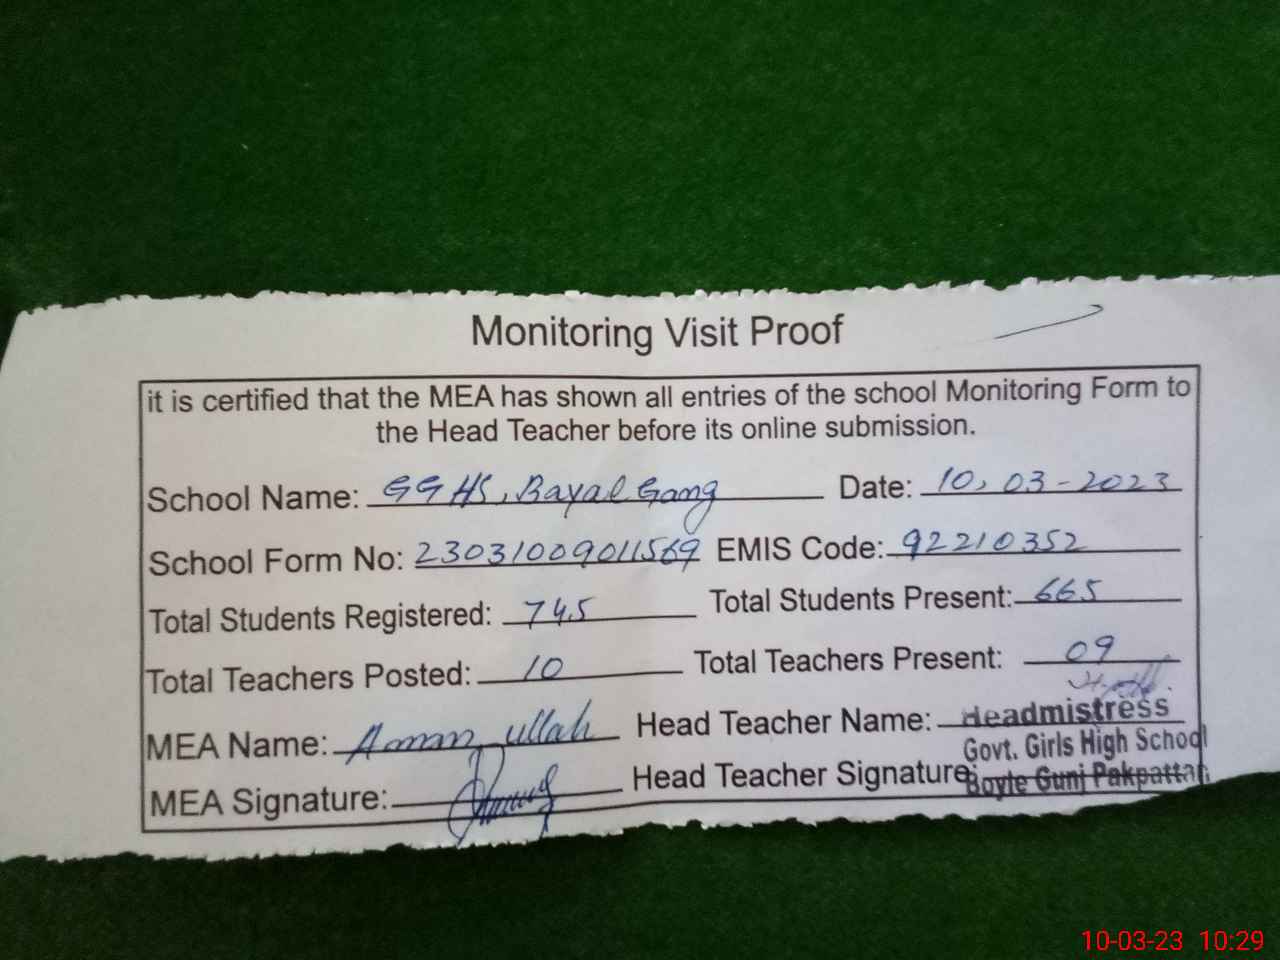 Monitoring Visit Proof
it is certified that the MEA has shown all entries of the school Monitoring Form to
the Head Teacher before its online submission.
School Name: GGHS, Bayal Gang Date: 10, 03-2023
School Form No: 23031009011569 EMIS Code: 92210352
Total Students Registered: 745 Total Students Present: 665
Total Teachers Posted: 10 Total Teachers Present: 09
MEA Name: Aman ullah Head Teacher Name: Headmistress
Govt. Girls High School
MEA Signature: Head Teacher Signature: Boyle Gunj Pakpattan
10-03-23 10:29